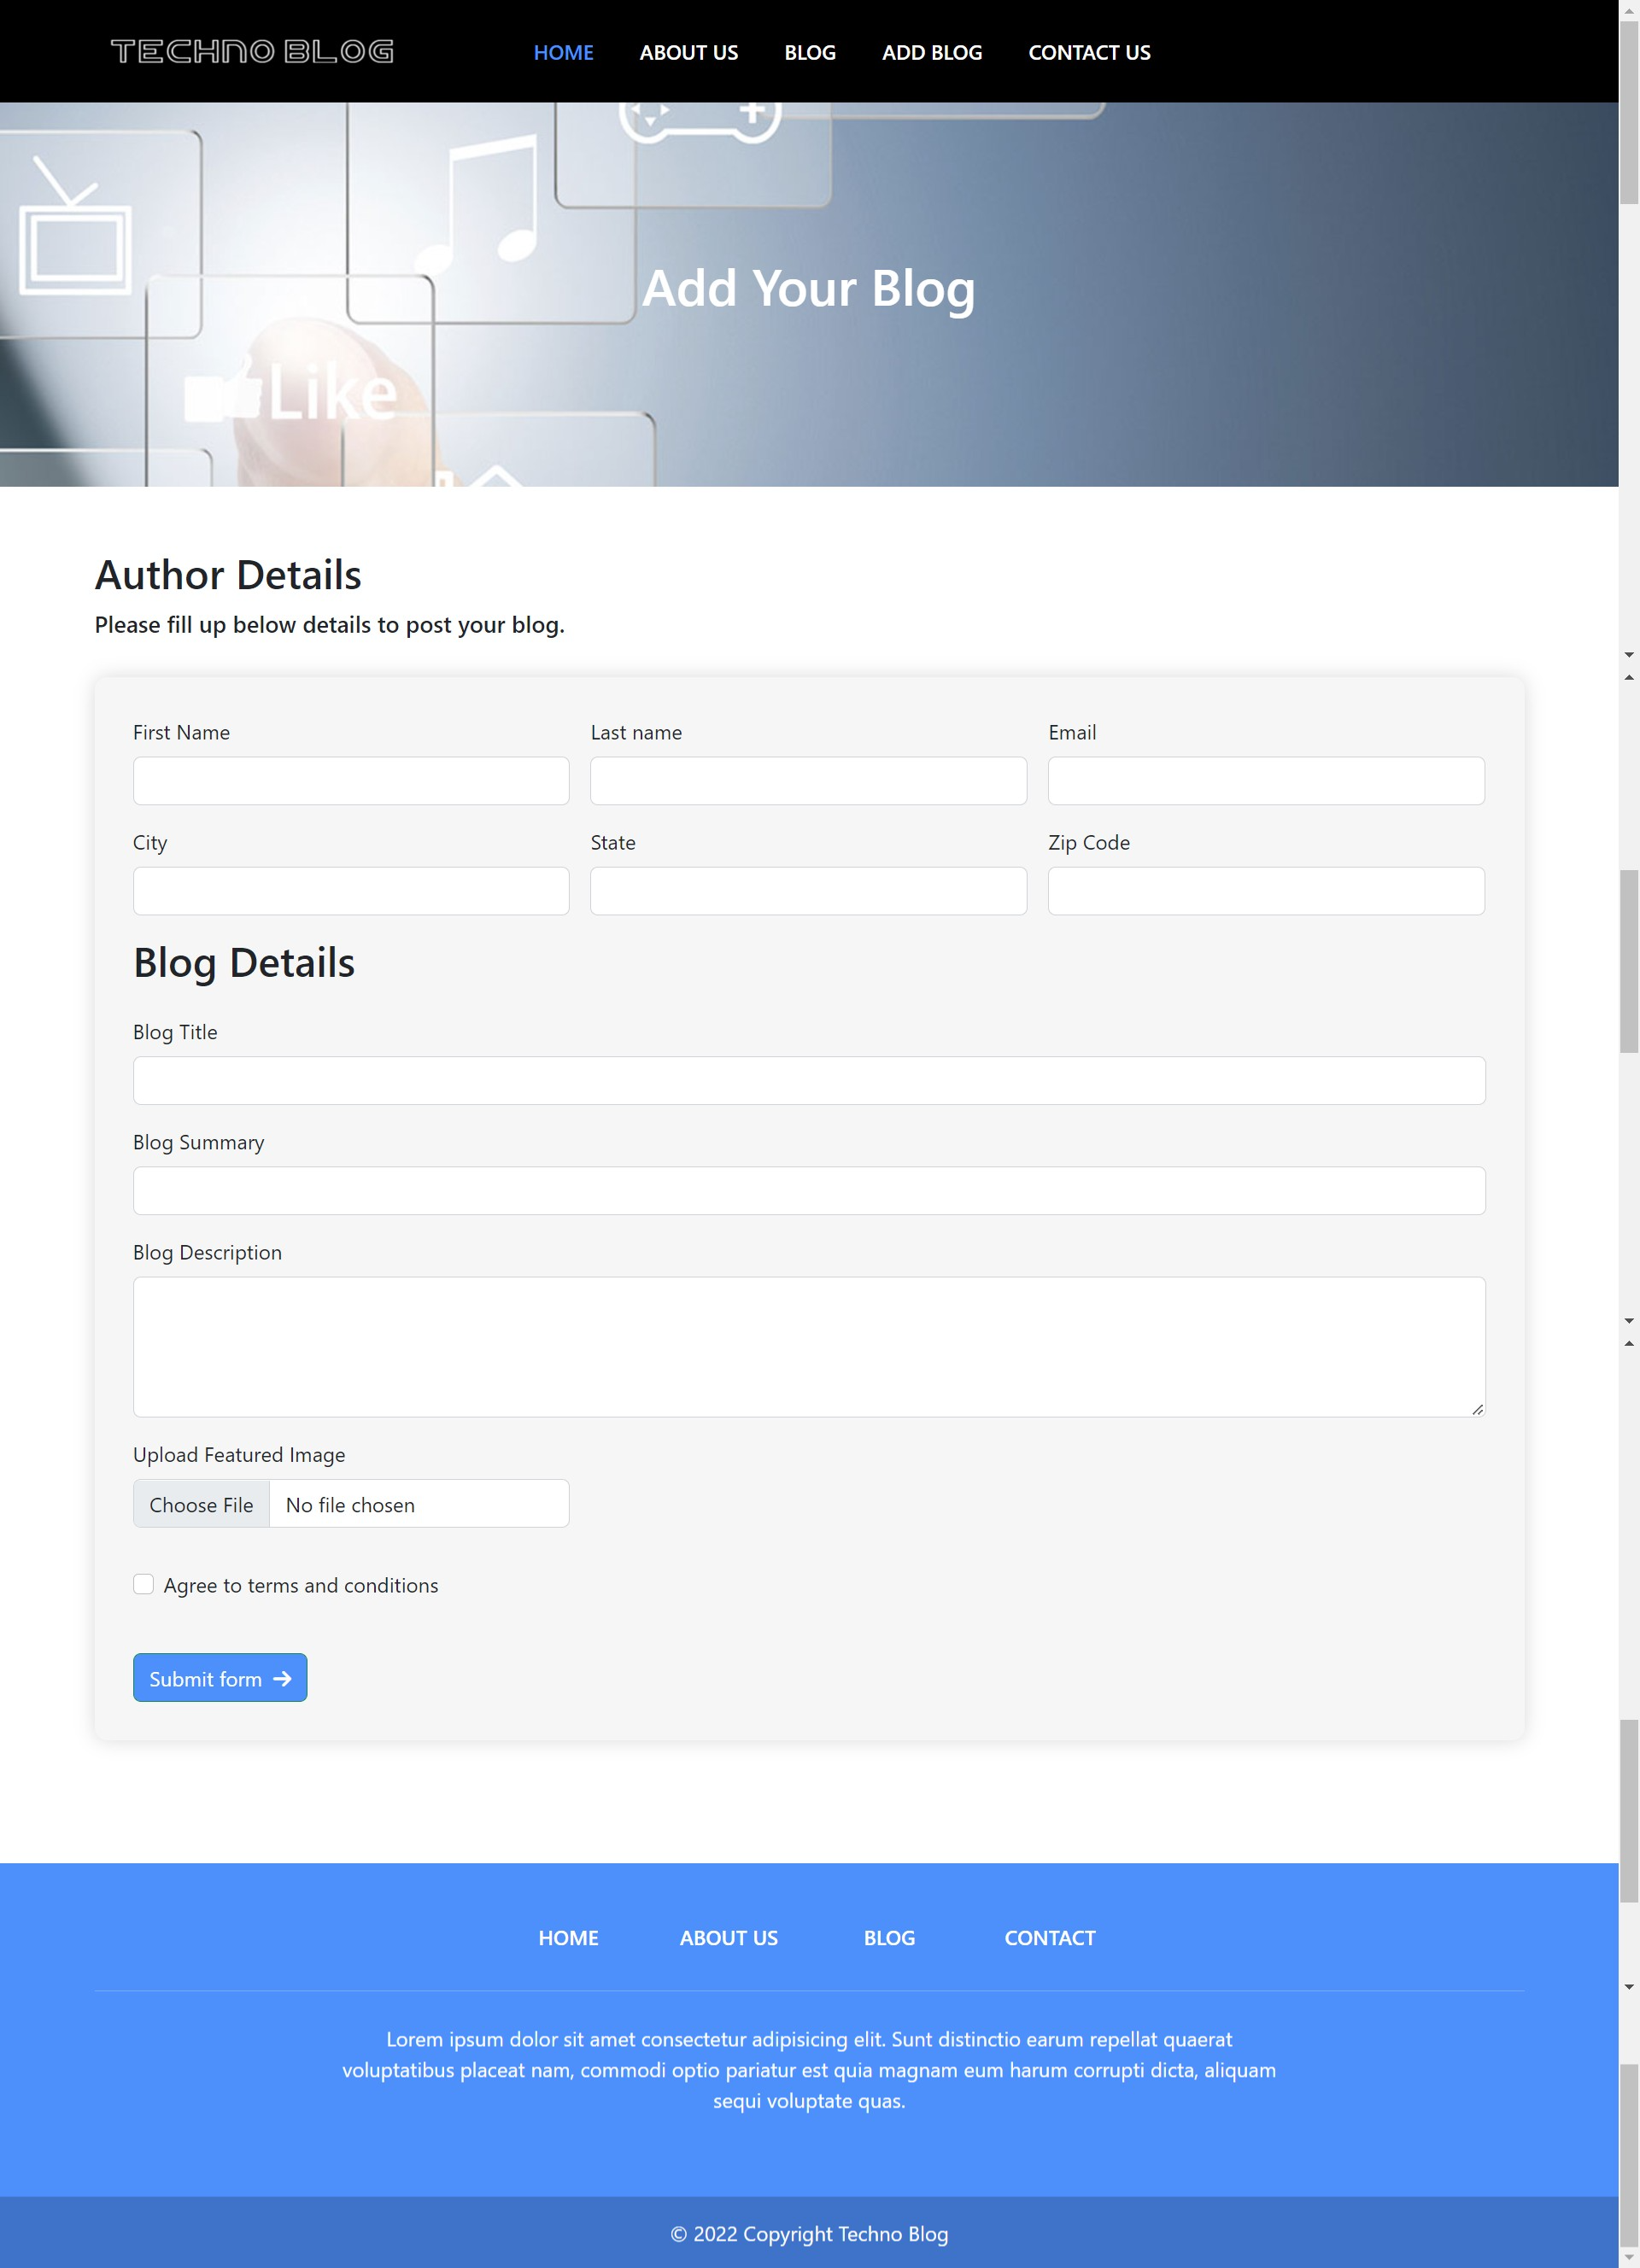 TECHNO BLOG
HOME ABOUT US BLOG ADD BLOG CONTACT US
Add Your Blog
Like
Author Details
Please fill up below details to post your blog.
First Name Last name Email
City State Zip Code
Blog Details
Blog Title
Blog Summary
Blog Description
Upload Featured Image
Choose File No file chosen
Agree to terms and conditions
Submit form
HOME ABOUT US BLOG CONTACT
Lorem ipsum dolor sit amet consectetur adipisicing elit. Sunt distinctio earum repellat quaerat
voluptatibus placeat nam, commodi optio pariatur est quia magnam eum harum corrupti dicta, aliquam
sequi voluptate quas.
© 2022 Copyright Techno Blog